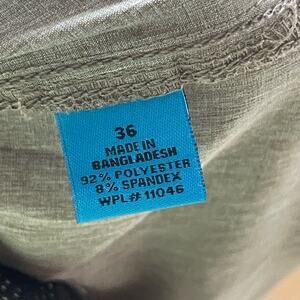 36
MADE IN
BANGLADESH
92% POLYESTER
8% SPANDEX
WPL# 11046